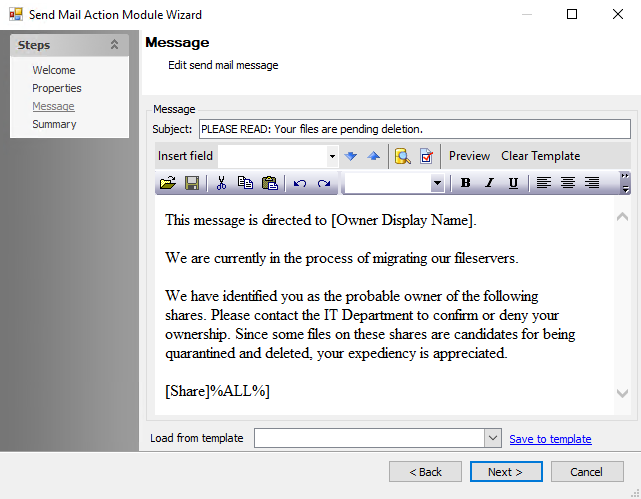 Send Mail Action Module Wizard
Steps
Welcome
Properties
Message
Summary
Message
Edit send mail message
Message
Subject: PLEASE READ: Your files are pending deletion.
Insert field Preview Clear Template
B I U
This message is directed to [Owner Display Name].
We are currently in the process of migrating our fileservers.
We have identified you as the probable owner of the following
shares. Please contact the IT Department to confirm or deny your
ownership. Since some files on these shares are candidates for being
quarantined and deleted, your expediency is appreciated.
[Share]%ALL%]
Load from template Save to template
< Back Next > Cancel